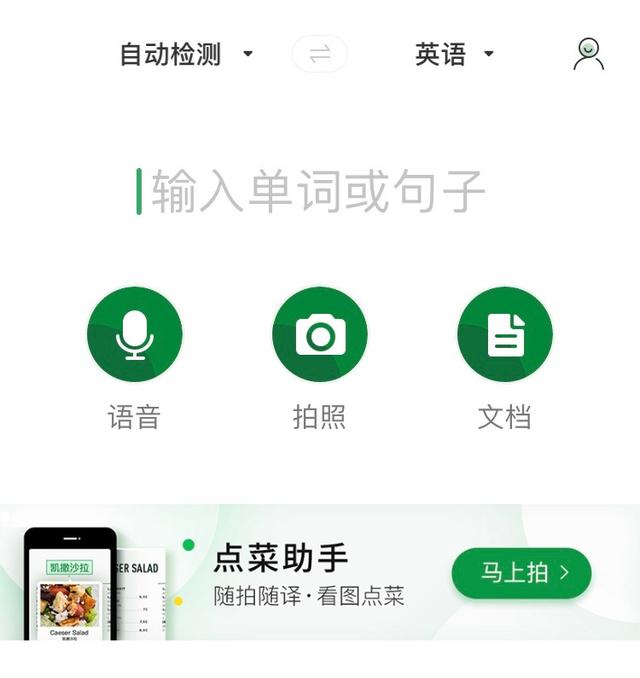 自动检测
英语
输入单词或句子
语音
拍照
文档
凯撒沙拉
SER SALAD
Caeser Salad
凯撒沙拉
点菜助手
随拍随译·看图点菜
马上拍